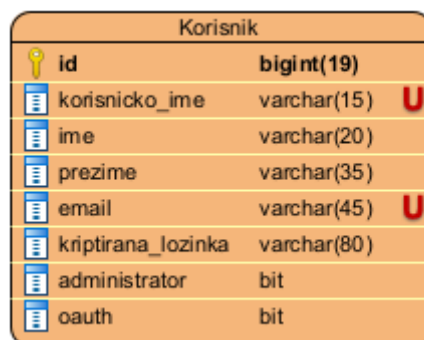 Korisnik
id bigint(19)
korisnicko_ime varchar(15) U
ime varchar(20)
prezime varchar(35)
email varchar(45) U
kriptirana_lozinka varchar(80)
administrator bit
oauth bit